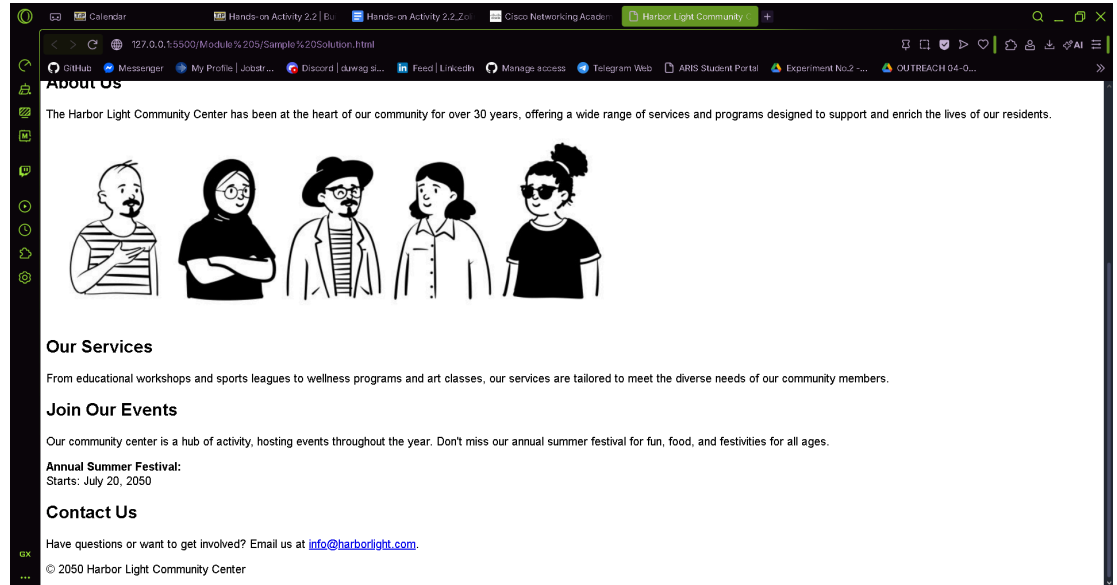 Calendar
Hands-on Activity 2.2 | Bu
Hands-on Activity 2.2_Zo
Cisco Networking Academ
Harbor Light Community C
127.0.0.1:5500/Module%205/Sample%20Solution.html
AI
GitHub
Messenger
My Profile | Jobstr...
Discord | duwag si...
Feed | LinkedIn
Manage access
Telegram Web
ARIS Student Portal
Experiment No.2 -...
OUTREACH 04-0...
About Us
The Harbor Light Community Center has been at the heart of our community for over 30 years, offering a wide range of services and programs designed to support and enrich the lives of our residents.
Our Services
From educational workshops and sports leagues to wellness programs and art classes, our services are tailored to meet the diverse needs of our community members.
Join Our Events
Our community center is a hub of activity, hosting events throughout the year. Don't miss our annual summer festival for fun, food, and festivities for all ages.
Annual Summer Festival:
Starts: July 20, 2050
Contact Us
Have questions or want to get involved? Email us at info@harborlight.com.
GX
© 2050 Harbor Light Community Center